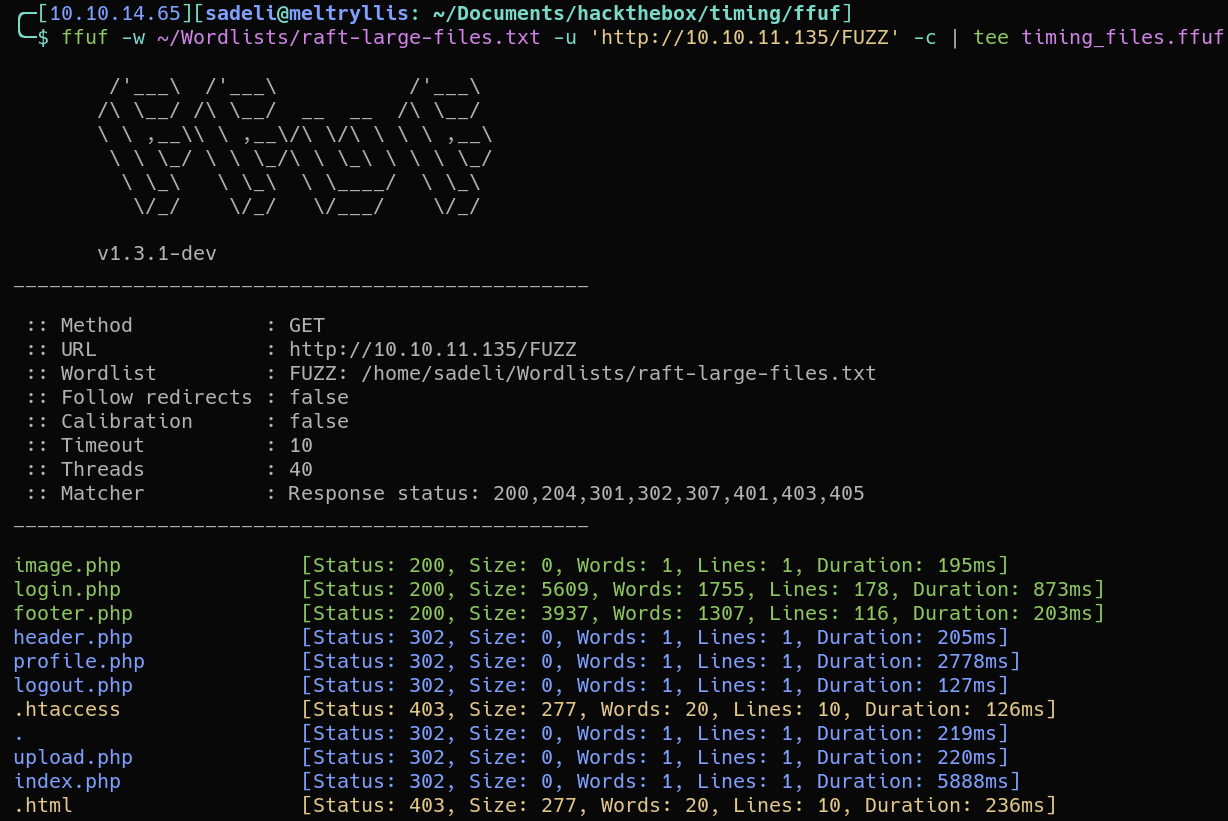 ╭─[10.10.14.65][sadeli@meltryllis: ~/Documents/hackthebox/timing/ffuf]
╰─$ ffuf -w ~/Wordlists/raft-large-files.txt -u 'http://10.10.11.135/FUZZ' -c | tee timing_files.ffuf

        /'___\  /'___\           /'___\
       /\ \__/ /\ \__/  __  __  /\ \__/
       \ \ ,__\\ \ ,__\/\ \/\ \ \ \ ,__\
        \ \ \_/ \ \ \_/\ \ \_\ \ \ \ \_/
         \ \_\   \ \_\  \ \____/  \ \_\
          \/_/    \/_/   \/___/    \/_/

       v1.3.1-dev
________________________________________________

 :: Method           : GET
 :: URL              : http://10.10.11.135/FUZZ
 :: Wordlist         : FUZZ: /home/sadeli/Wordlists/raft-large-files.txt
 :: Follow redirects : false
 :: Calibration      : false
 :: Timeout          : 10
 :: Threads          : 40
 :: Matcher          : Response status: 200,204,301,302,307,401,403,405
________________________________________________

image.php               [Status: 200, Size: 0, Words: 1, Lines: 1, Duration: 195ms]
login.php               [Status: 200, Size: 5609, Words: 1755, Lines: 178, Duration: 873ms]
footer.php              [Status: 200, Size: 3937, Words: 1307, Lines: 116, Duration: 203ms]
header.php              [Status: 302, Size: 0, Words: 1, Lines: 1, Duration: 205ms]
profile.php             [Status: 302, Size: 0, Words: 1, Lines: 1, Duration: 2778ms]
logout.php              [Status: 302, Size: 0, Words: 1, Lines: 1, Duration: 127ms]
.htaccess               [Status: 403, Size: 277, Words: 20, Lines: 10, Duration: 126ms]
.                       [Status: 302, Size: 0, Words: 1, Lines: 1, Duration: 219ms]
upload.php              [Status: 302, Size: 0, Words: 1, Lines: 1, Duration: 220ms]
index.php               [Status: 302, Size: 0, Words: 1, Lines: 1, Duration: 5888ms]
.html                   [Status: 403, Size: 277, Words: 20, Lines: 10, Duration: 236ms]